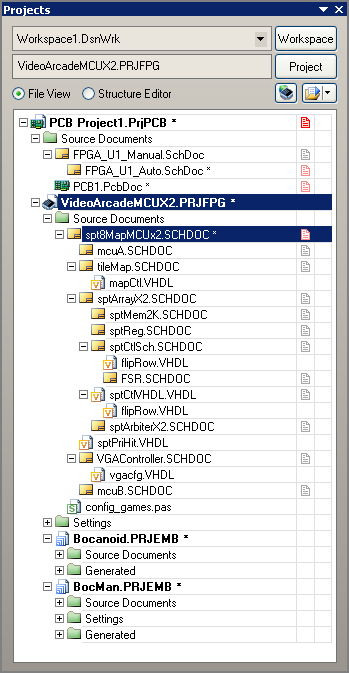 Projects
Workspace1.DsnWrk
Workspace
VideoArcadeMCUX2.PRJFPG
Project
File View
Structure Editor
PCB Project1.PrjPCB *
Source Documents
FPGA_U1_Manual.SchDoc
FPGA_U1_Auto.SchDoc *
PCB1.PcbDoc *
VideoArcadeMCUX2.PRJFPG *
Source Documents
spt8MapMCUx2.SCHDOC *
mcuA.SCHDOC
tileMap.SCHDOC
mapCtl.VHDL
sptArrayX2.SCHDOC
sptMem2K.SCHDOC
sptReg.SCHDOC
sptCtlSch.SCHDOC
flipRow.VHDL
FSR.SCHDOC
sptCtVHDL.VHDL
flipRow.VHDL
sptArbiterX2.SCHDOC
sptPriHit.VHDL
VGAController.SCHDOC
vgacfg.VHDL
mcuB.SCHDOC
config_games.pas
Settings
Bocanoid.PRJEMB *
Source Documents
Generated
BocMan.PRJEMB *
Source Documents
Settings
Generated